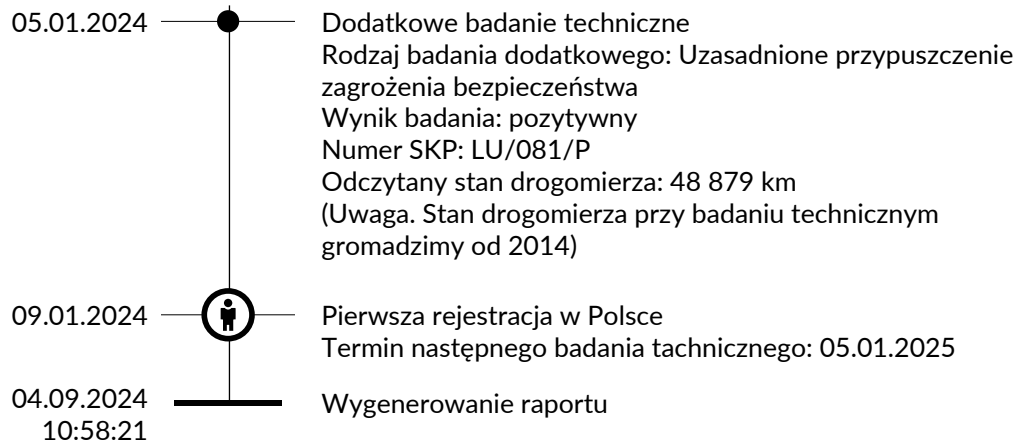 05.01.2024
Dodatkowe badanie techniczne
Rodzaj badania dodatkowego: Uzasadnione przypuszczenie
zagrożenia bezpieczeństwa
Wynik badania: pozytywny
Numer SKP: LU/081/P
Odczytany stan drogomierza: 48 879 km
(Uwaga. Stan drogomierza przy badaniu technicznym
gromadzimy od 2014)
09.01.2024
Pierwsza rejestracja w Polsce
Termin następnego badania tachnicznego: 05.01.2025
04.09.2024
10:58:21
Wygenerowanie raportu